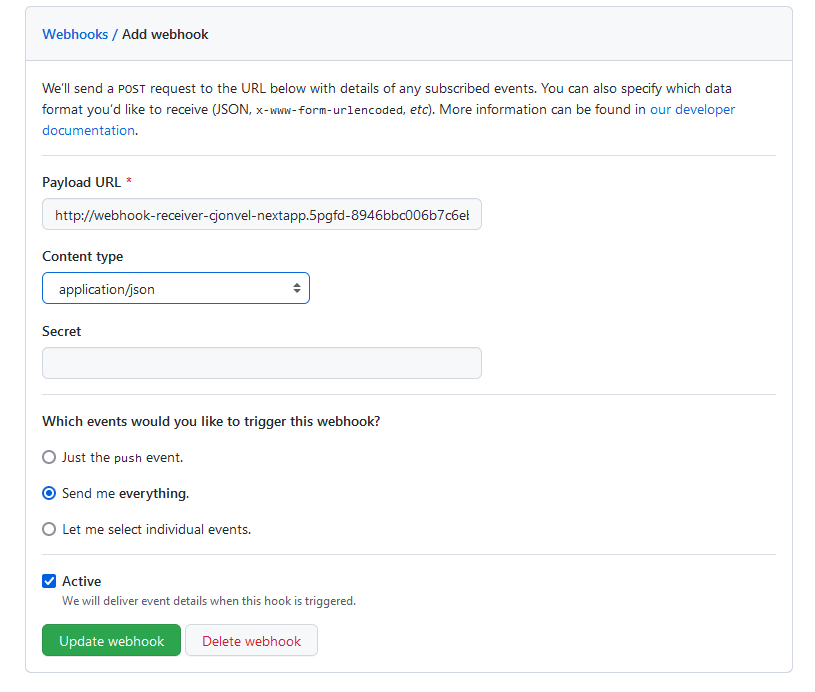 Webhooks / Add webhook
We'll send a POST request to the URL below with details of any subscribed events. You can also specify which data
format you'd like to receive (JSON, x-www-form-urlencoded, etc). More information can be found in our developer
documentation.
Payload URL *
http://webhook-receiver-cjonvel-nextapp.5pgfd-8946bbc006b7c6el
Content type
application/json
Secret
Which events would you like to trigger this webhook?
Just the push event.
Send me everything.
Let me select individual events.
Active
We will deliver event details when this hook is triggered.
Update webhook
Delete webhook